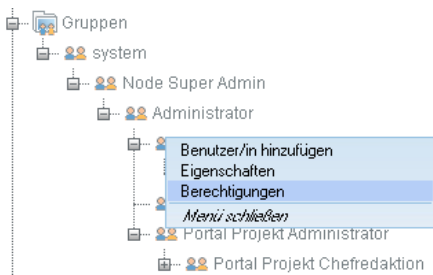 Gruppen
system
Node Super Admin
Administrator
Benutzer/in hinzufügen
Eigenschaften
Berechtigungen
Menü schließen
Portal Projekt Administrator
Portal Projekt Chefredaktion